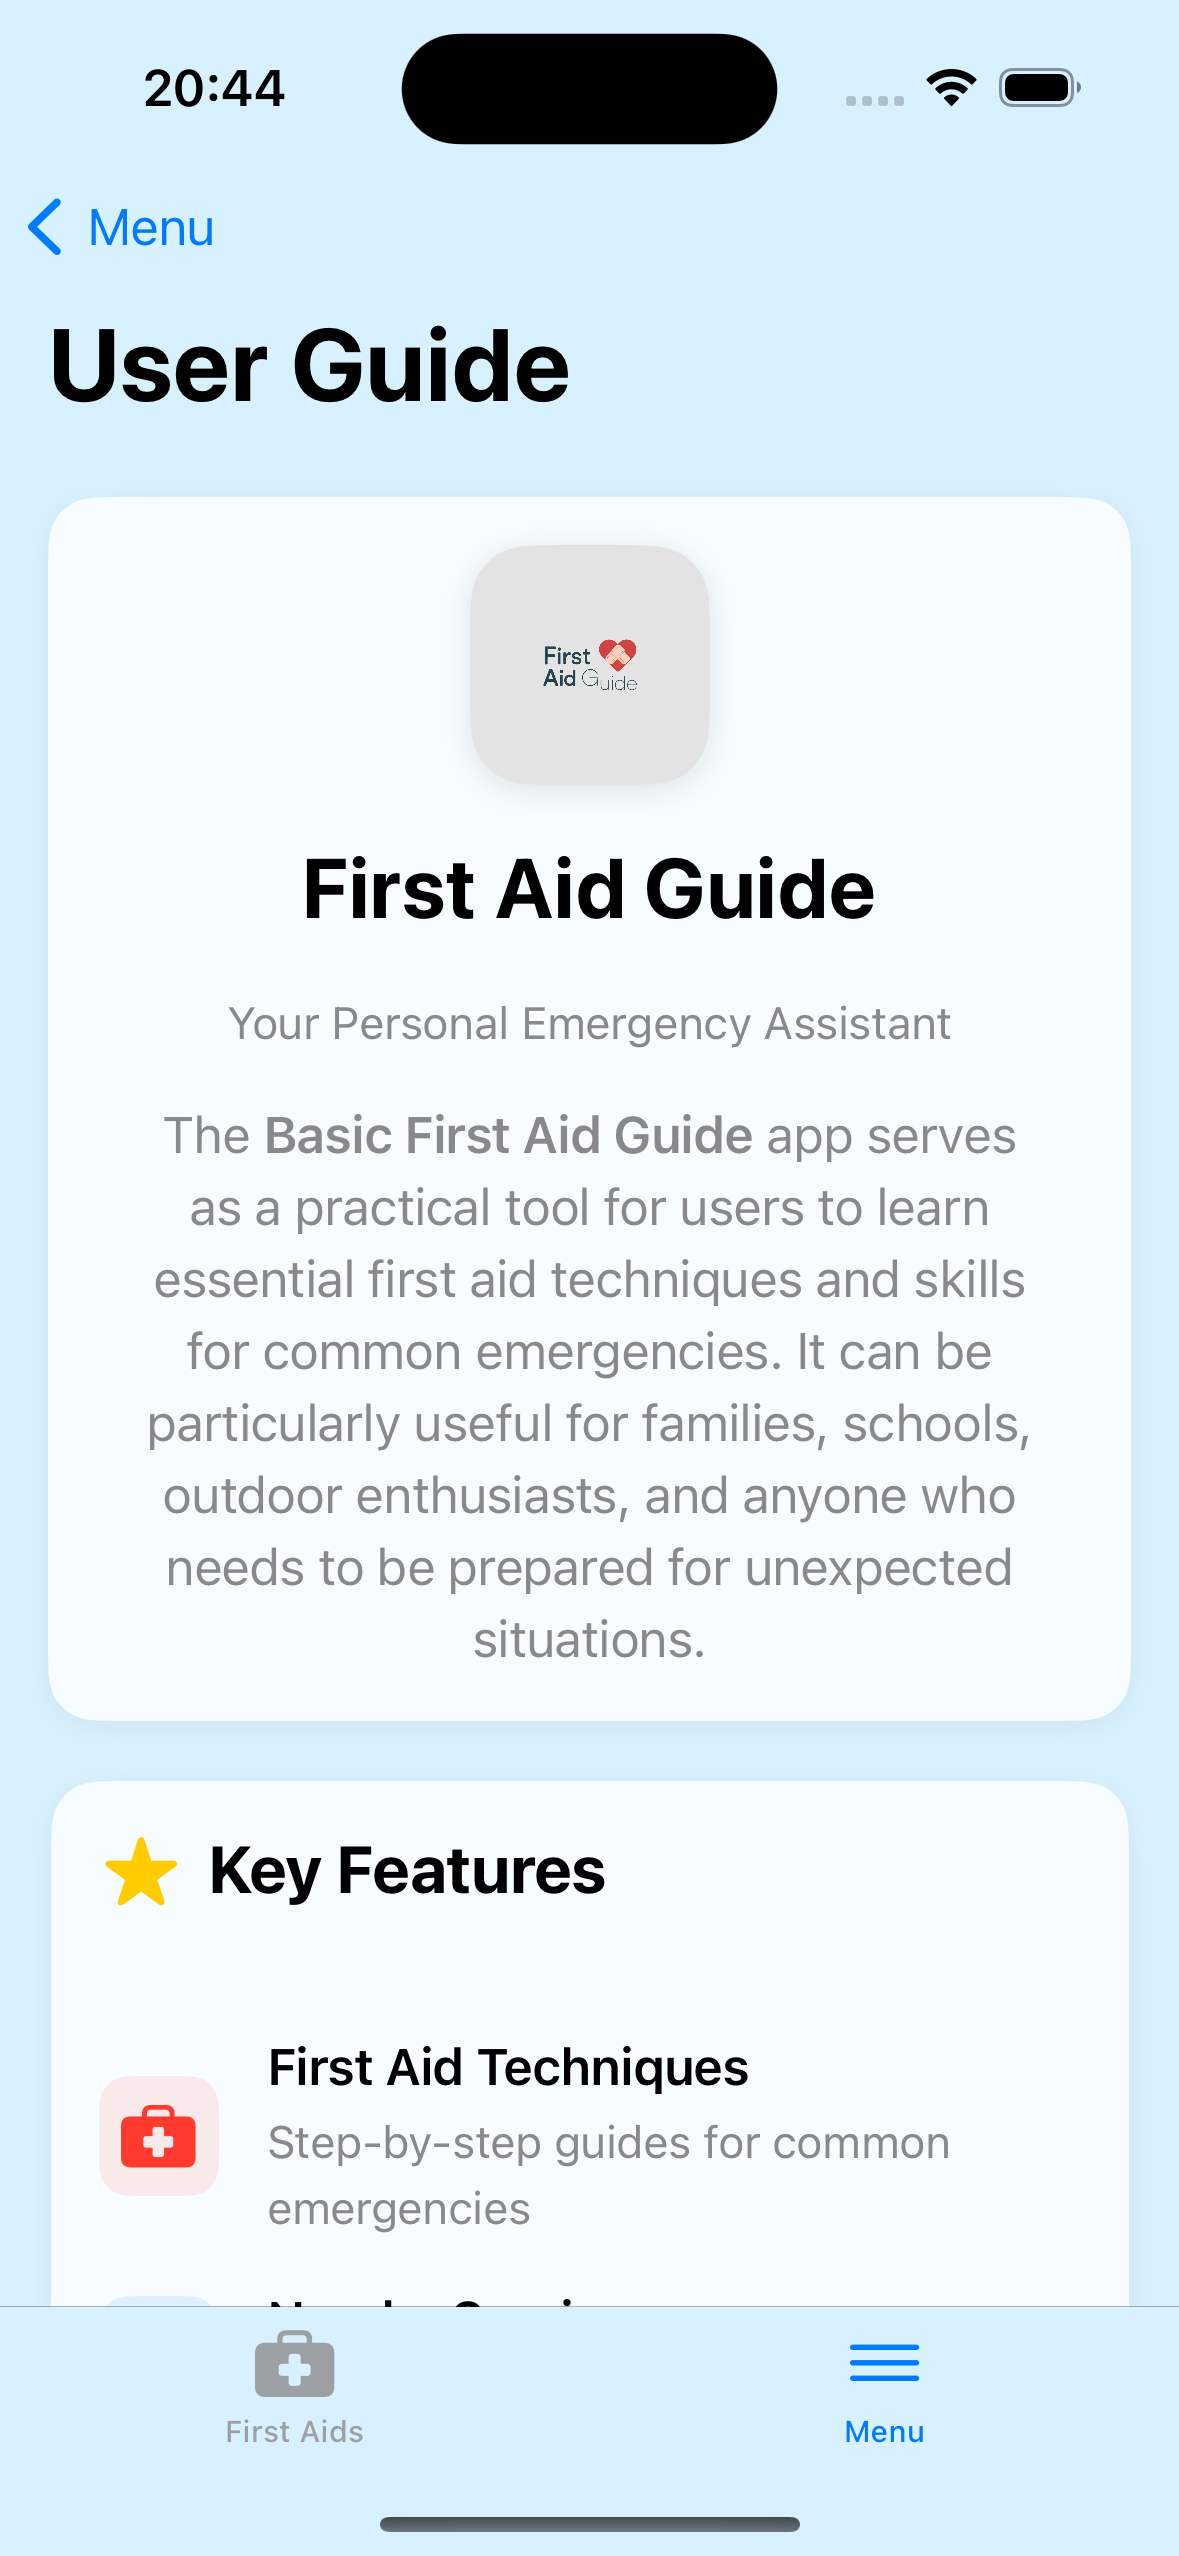 20:44
Menu
User Guide
First
Aid Guide
First Aid Guide
Your Personal Emergency Assistant
The Basic First Aid Guide app serves
as a practical tool for users to learn
essential first aid techniques and skills
for common emergencies. It can be
particularly useful for families, schools,
outdoor enthusiasts, and anyone who
needs to be prepared for unexpected
situations.
Key Features
First Aid Techniques
Step-by-step guides for common
emergencies
First Aids
Menu